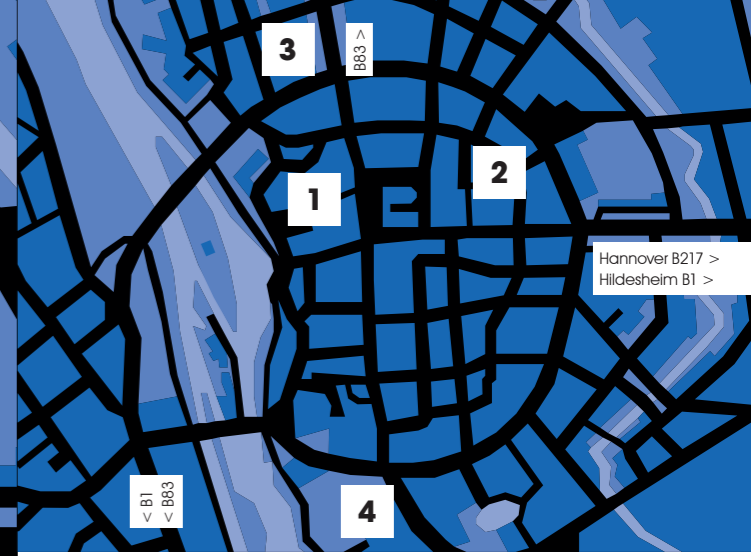 3
B83 >
2
1
Hannover B217 >
Hildesheim B1 >
< B1
< B83
4